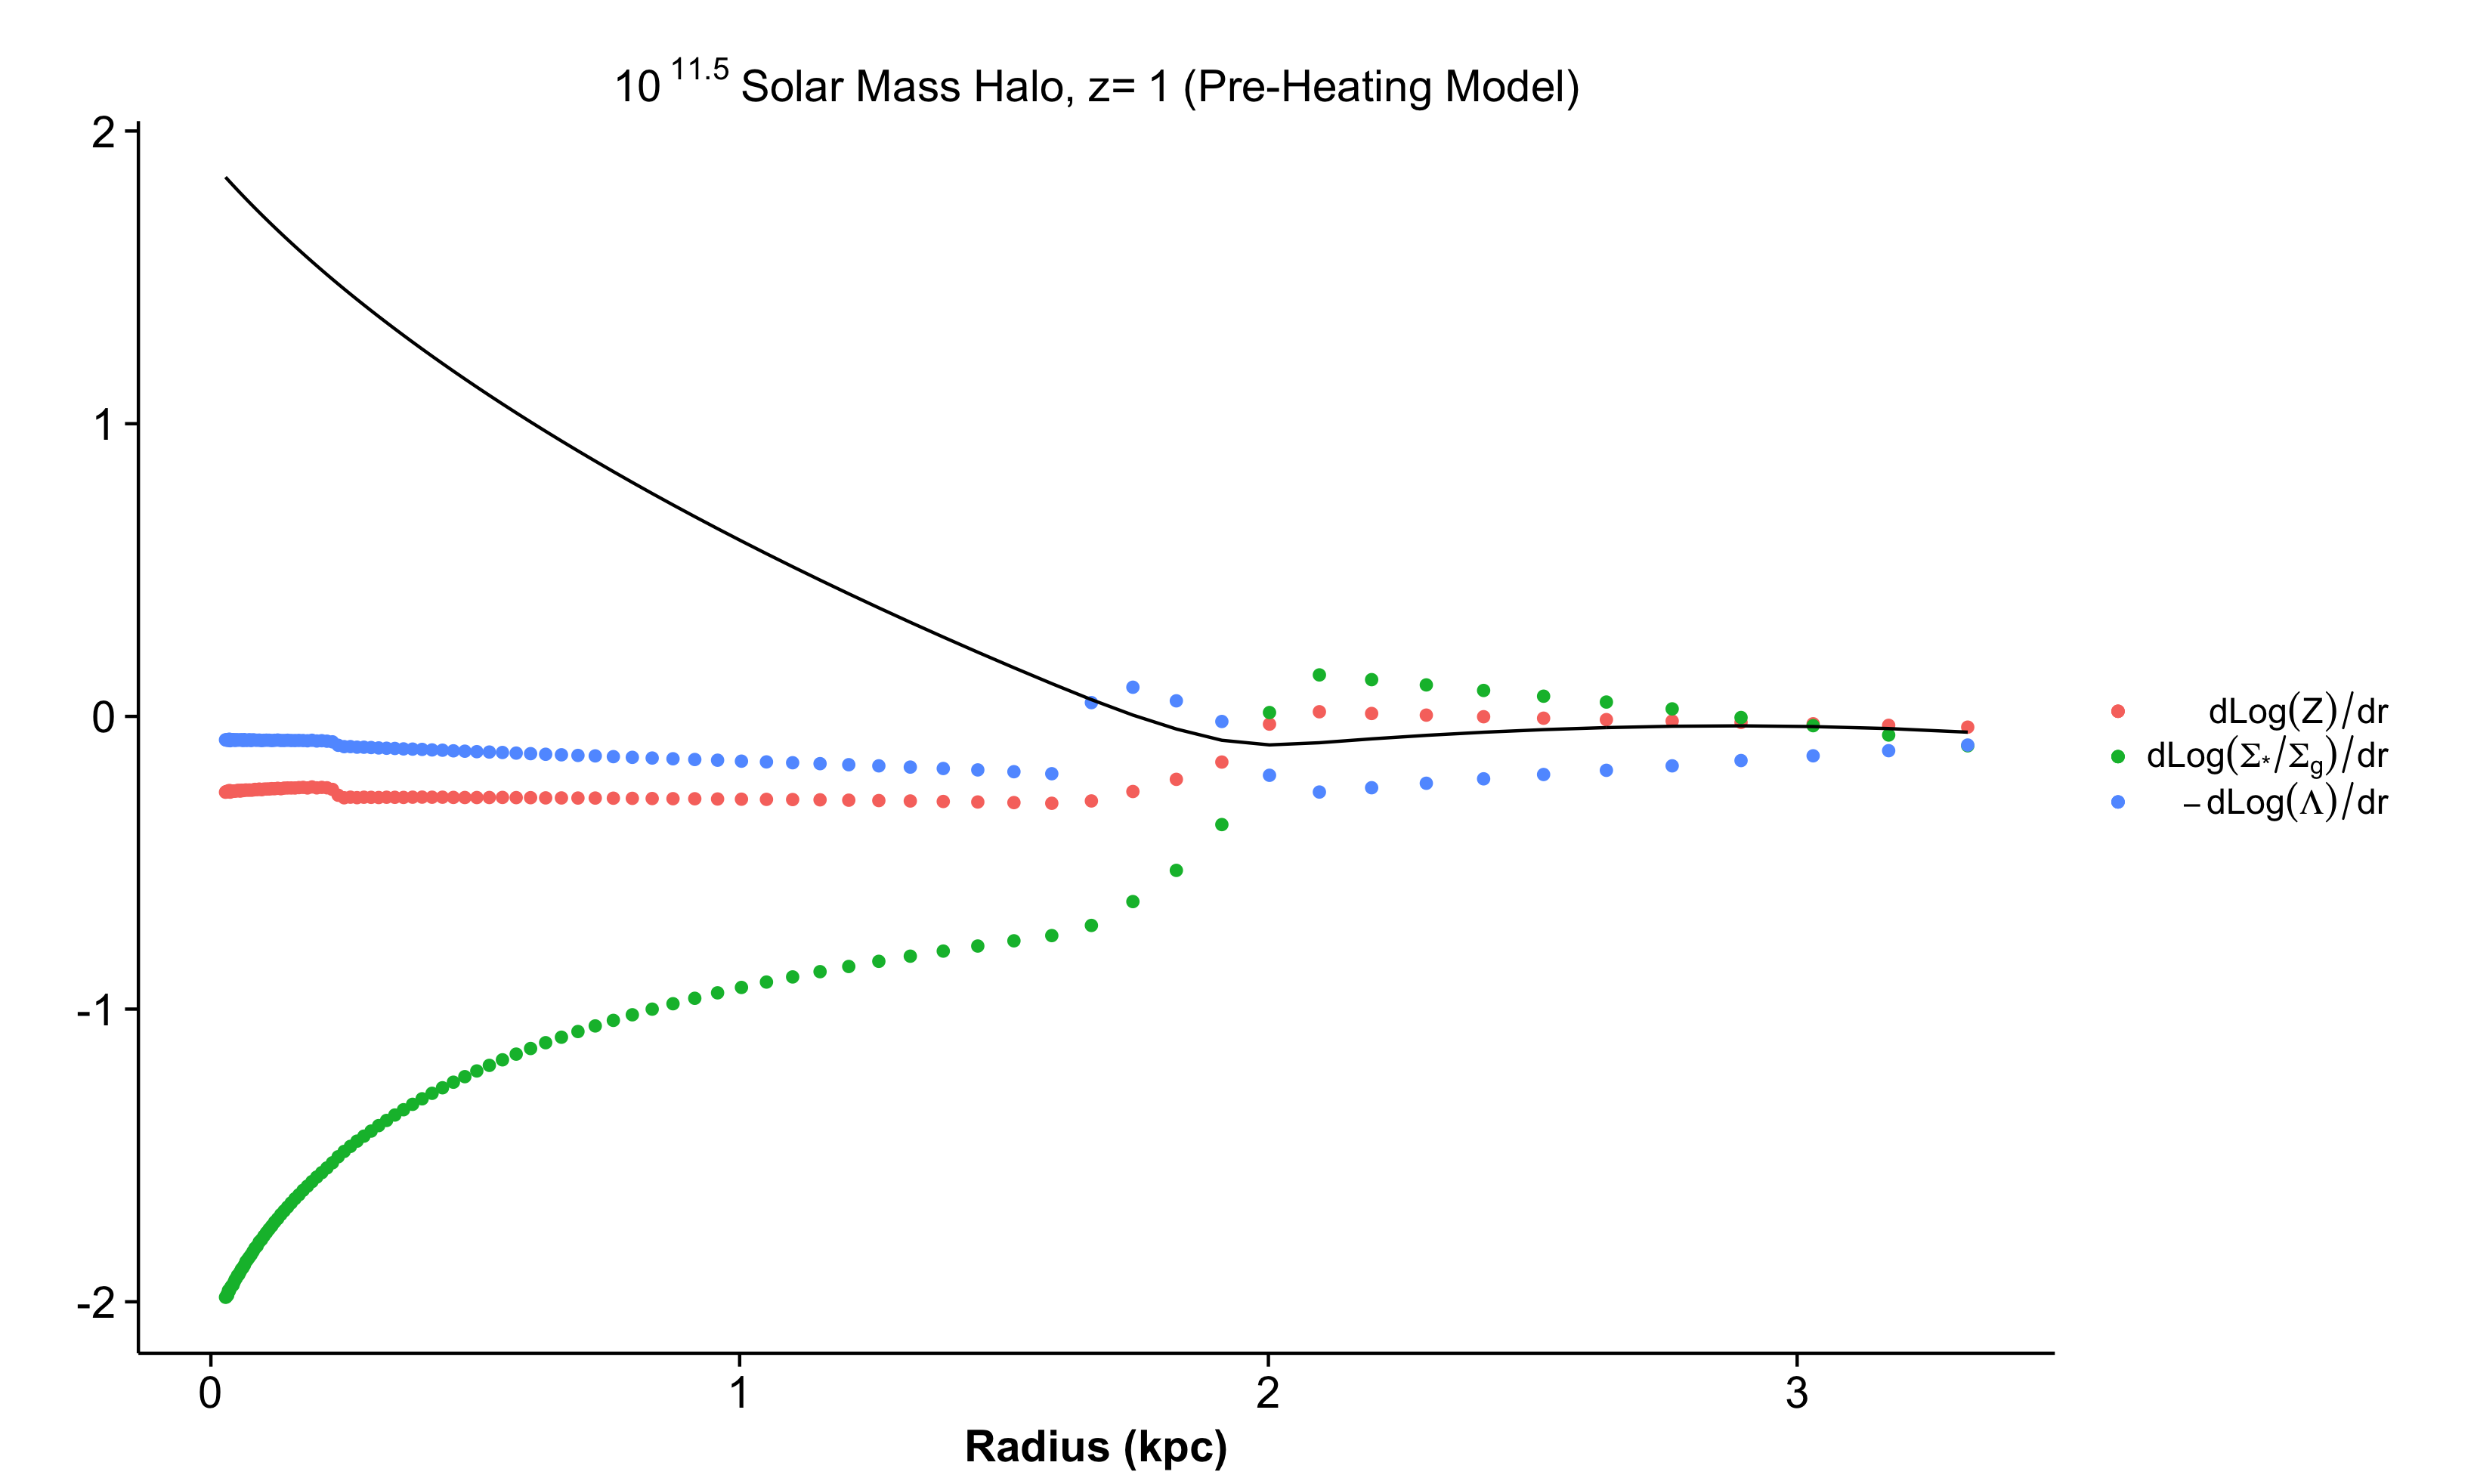 10 11.5 Solar Mass Halo, z= 1 (Pre-Heating Model)
2
1
0
-1
-2
0 1 2 3
Radius (kpc)
dLog(Z)/dr
dLog(Σ*/Σg)/dr
−dLog(Λ)/dr